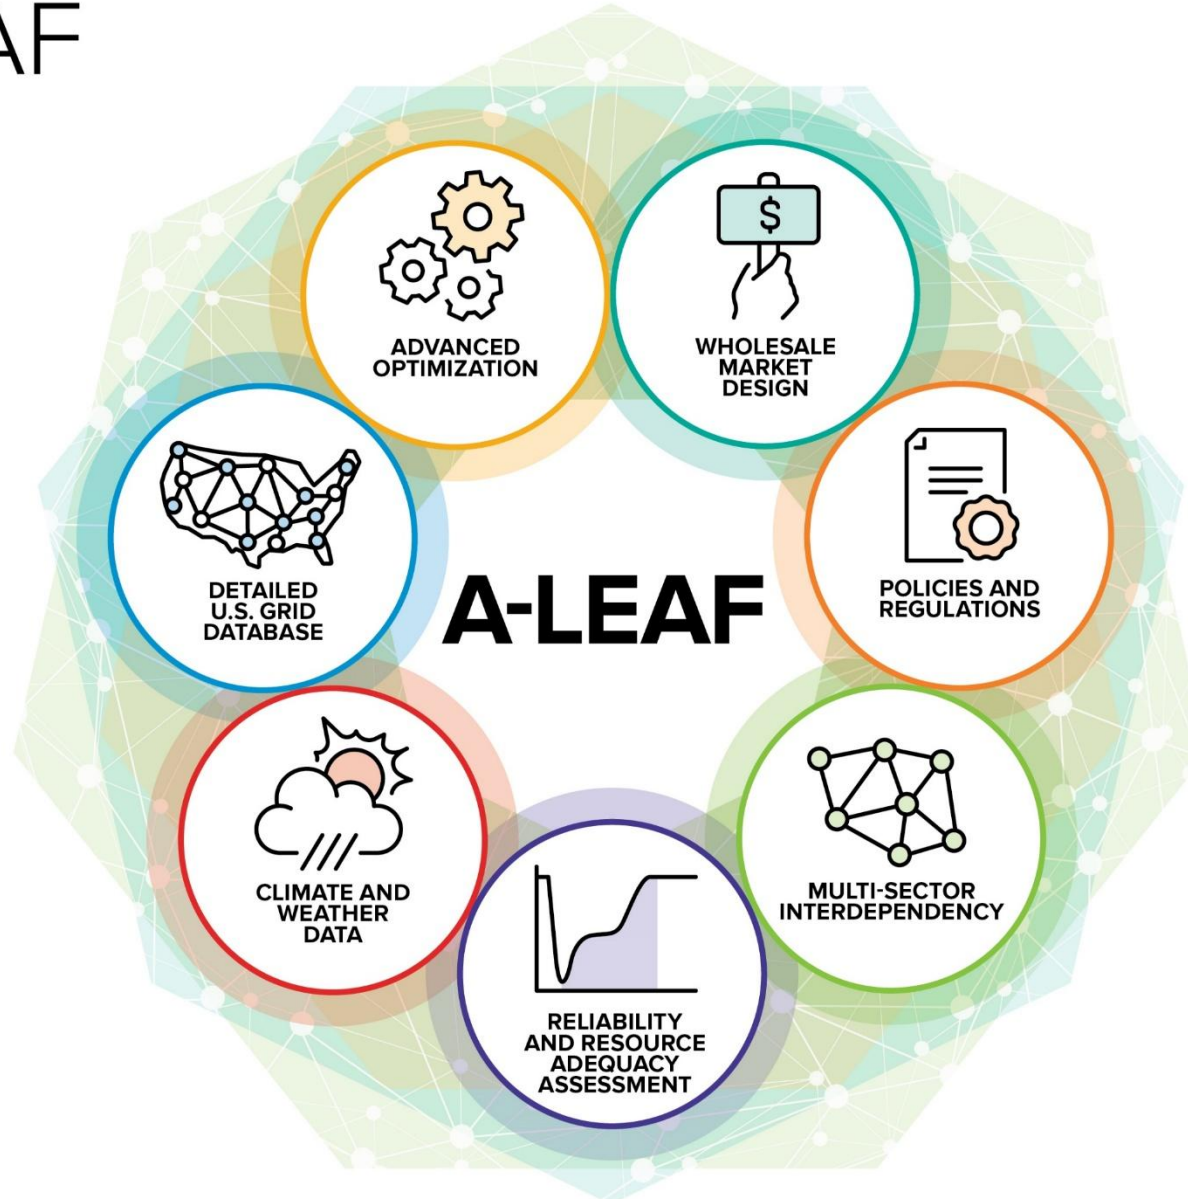 AF
ADVANCED
OPTIMIZATION
WHOLESALE
MARKET
DESIGN
$
DETAILED
U.S. GRID
DATABASE
A-LEAF
POLICIES AND
REGULATIONS
CLIMATE AND
WEATHER
DATA
MULTI-SECTOR
INTERDEPENDENCY
RELIABILITY
AND RESOURCE
ADEQUACY
ASSESSMENT